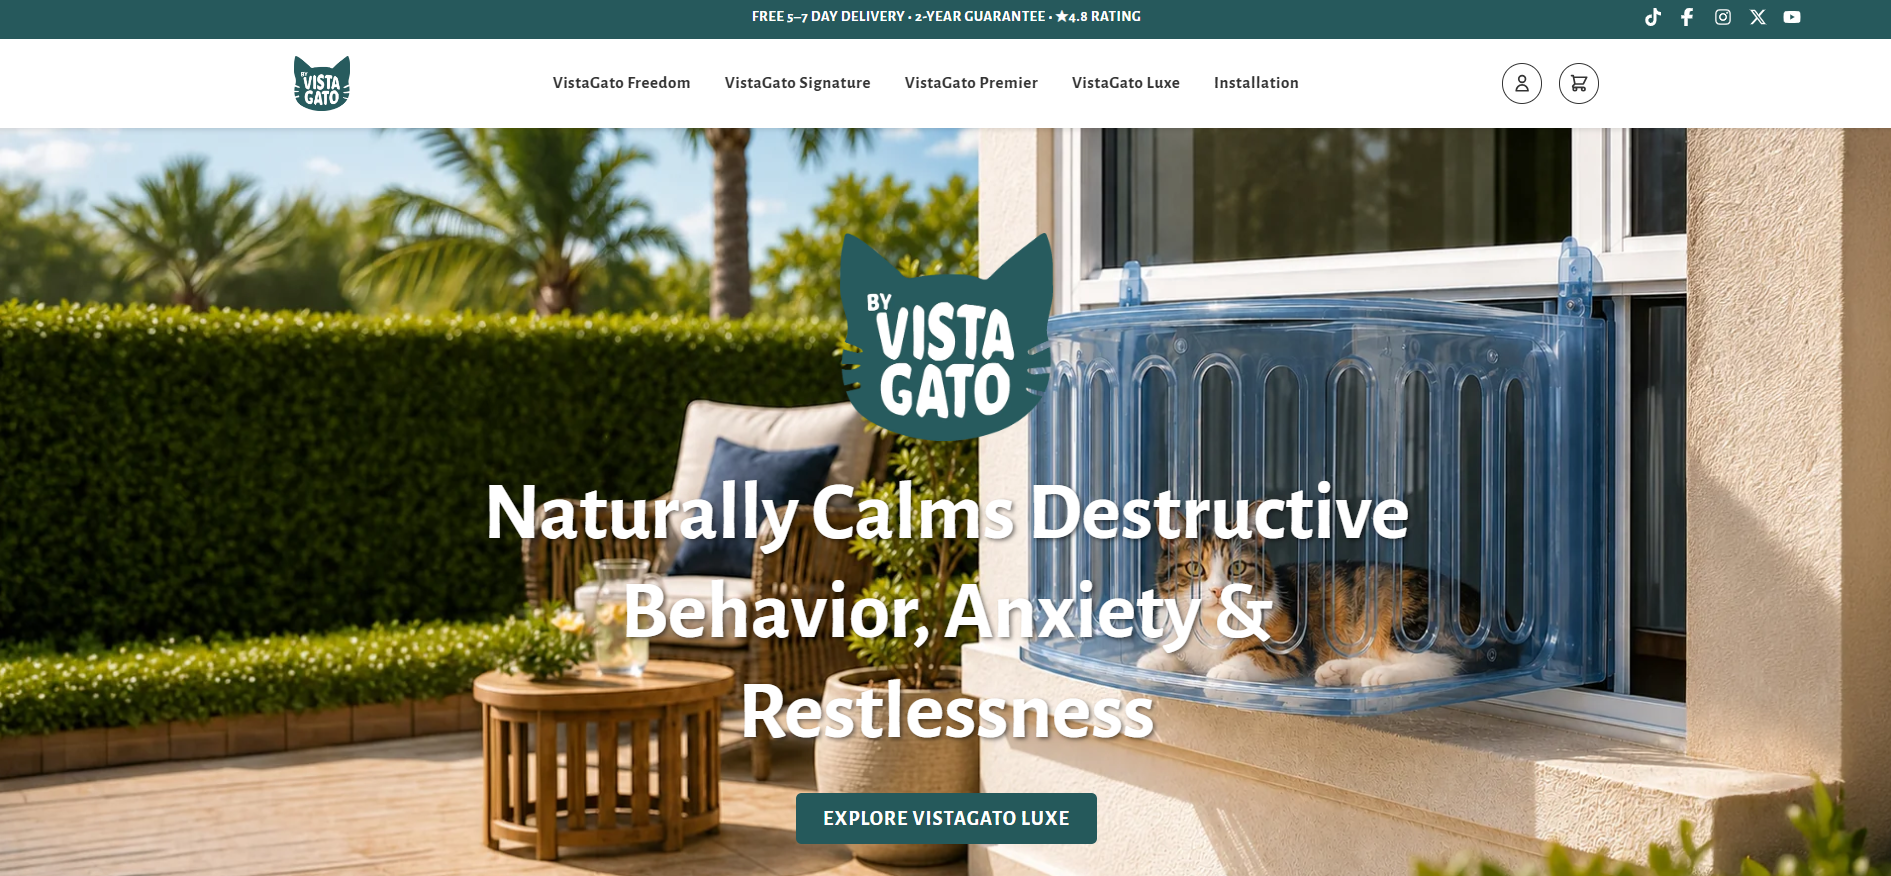 FREE 5–7 DAY DELIVERY • 2-YEAR GUARANTEE • ★4.8 RATING
BY
VISTA
GATO
VistaGato Freedom
VistaGato Signature
VistaGato Premier
VistaGato Luxe
Installation
BY
VISTA
GATO
Naturally Calms Destructive
Behavior, Anxiety &
Restlessness
EXPLORE VISTAGATO LUXE